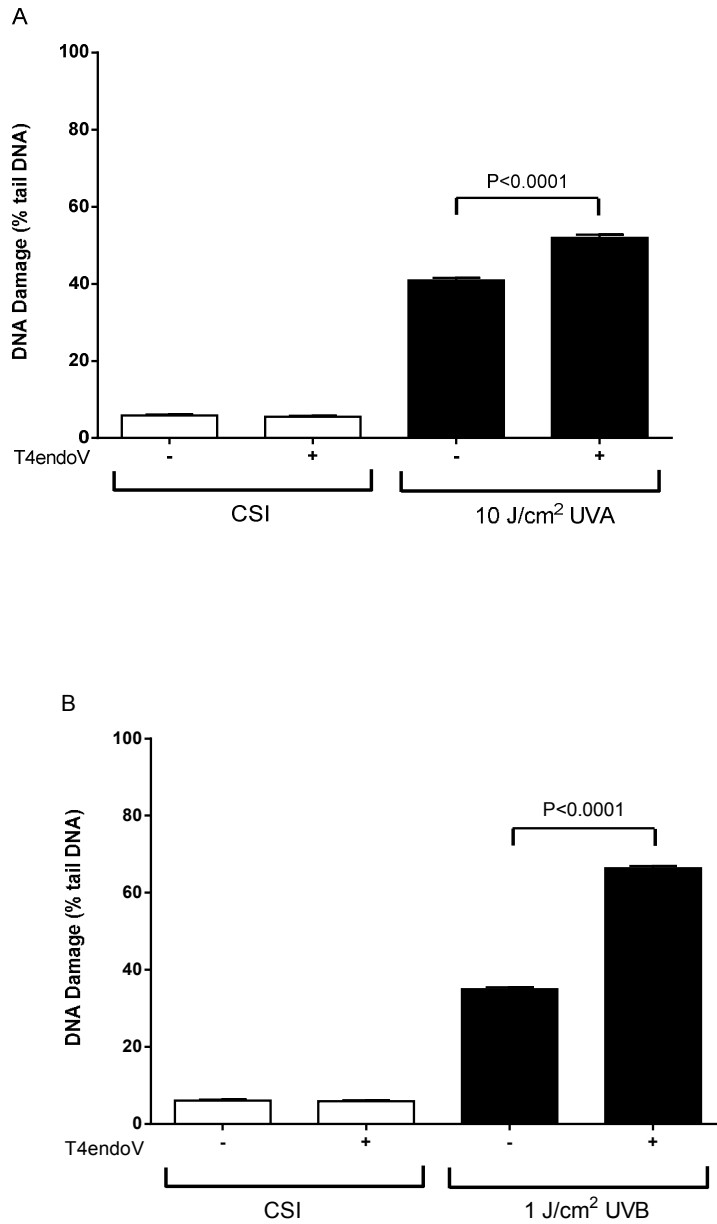 A
100
80
60
40
20
0
DNA Damage (% tail DNA)
P<0.0001
T4endoV - + - +
CSI 10 J/cm² UVA
B
100
80
60
40
20
0
DNA Damage (% tail DNA)
P<0.0001
T4endoV - + - +
CSI 1 J/cm² UVB